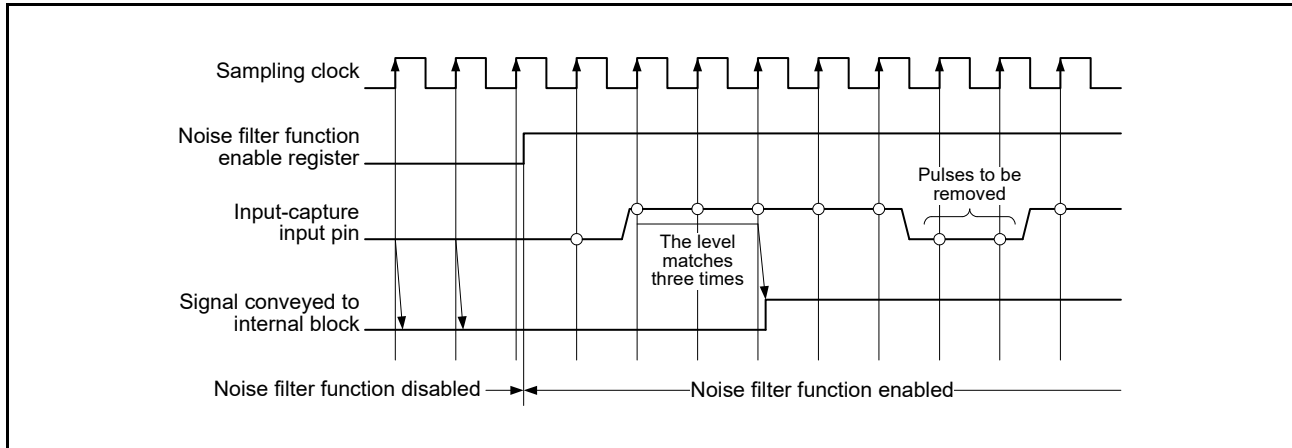 Sampling clock
Noise filter function
enable register
Pulses to be
removed
Input-capture
input pin
The level
matches
three times
Signal conveyed to
internal block
Noise filter function disabled
Noise filter function enabled